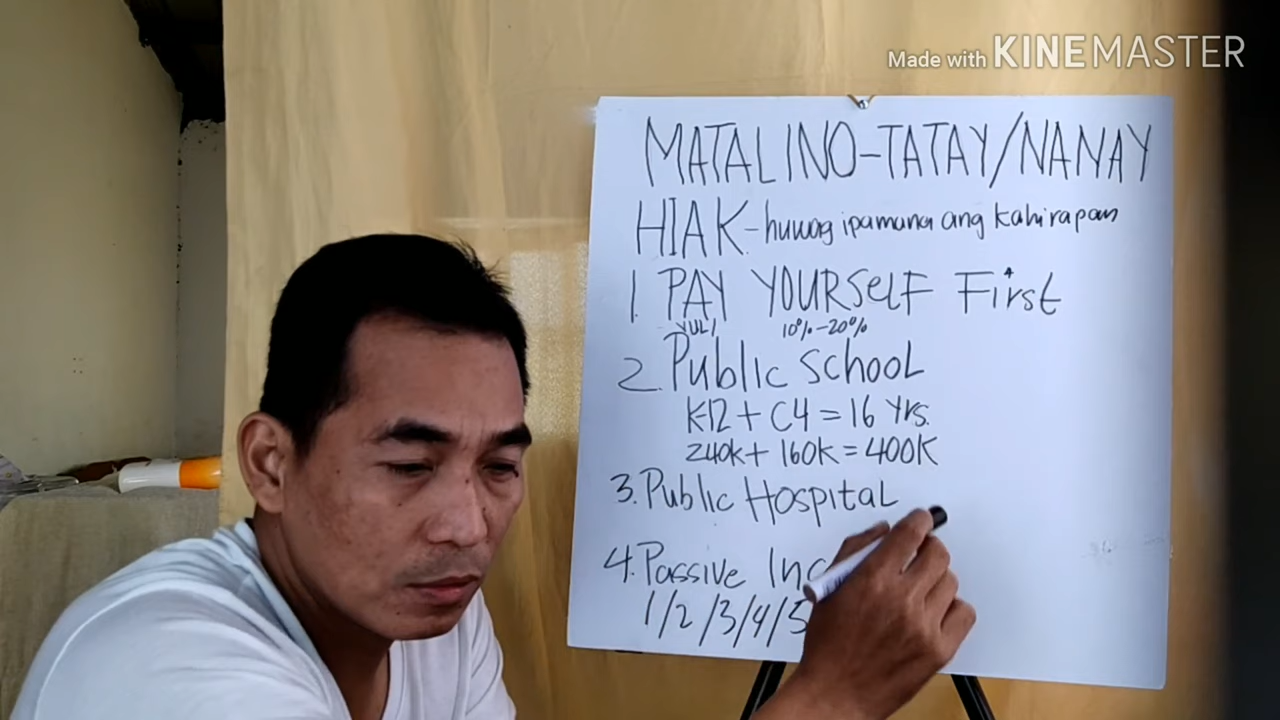 Made with KINEMASTER
MATALINO-TATAY/NANAY
HIAK-huwag ipamana ang kahirapan
1. PAY YOURSELF First
VUL 10%-20%
2. Public SCHOOL
K-12 + C4 = 16 Yrs.
240k + 160k = 400K
3. Public Hospital
4. Passive Inc
1/2/3/4/5